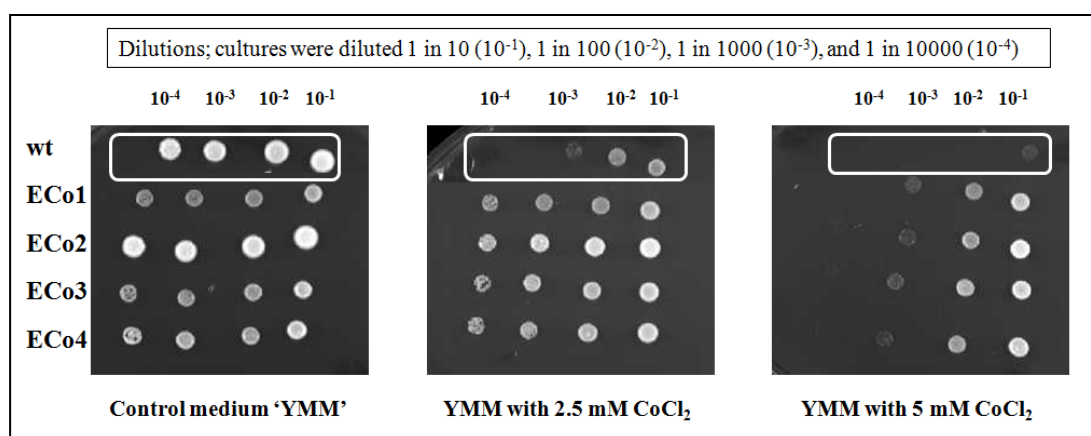 Dilutions; cultures were diluted 1 in 10 (10⁻¹), 1 in 100 (10⁻²), 1 in 1000 (10⁻³), and 1 in 10000 (10⁻⁴)
10⁻⁴ 10⁻³ 10⁻² 10⁻¹ 10⁻⁴ 10⁻³ 10⁻² 10⁻¹ 10⁻⁴ 10⁻³ 10⁻² 10⁻¹
wt
ECo1
ECo2
ECo3
ECo4
Control medium ‘YMM’ YMM with 2.5 mM CoCl₂ YMM with 5 mM CoCl₂